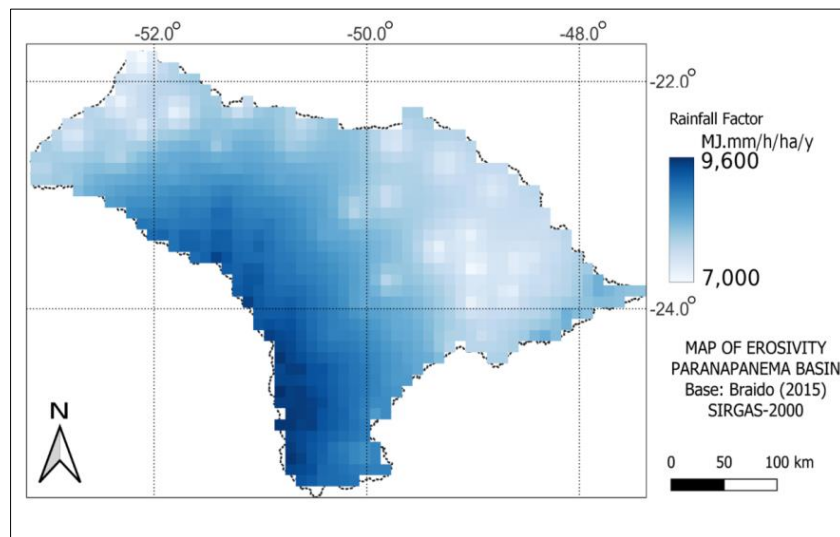 -52.0°
-50.0°
-48.0°
-22.0°
Rainfall Factor
MJ.mm/h/ha/y
9,600
7,000
-24.0°
MAP OF EROSIVITY
PARANAPANEMA BASIN
Base: Braido (2015)
SIRGAS-2000
N
0 50 100 km